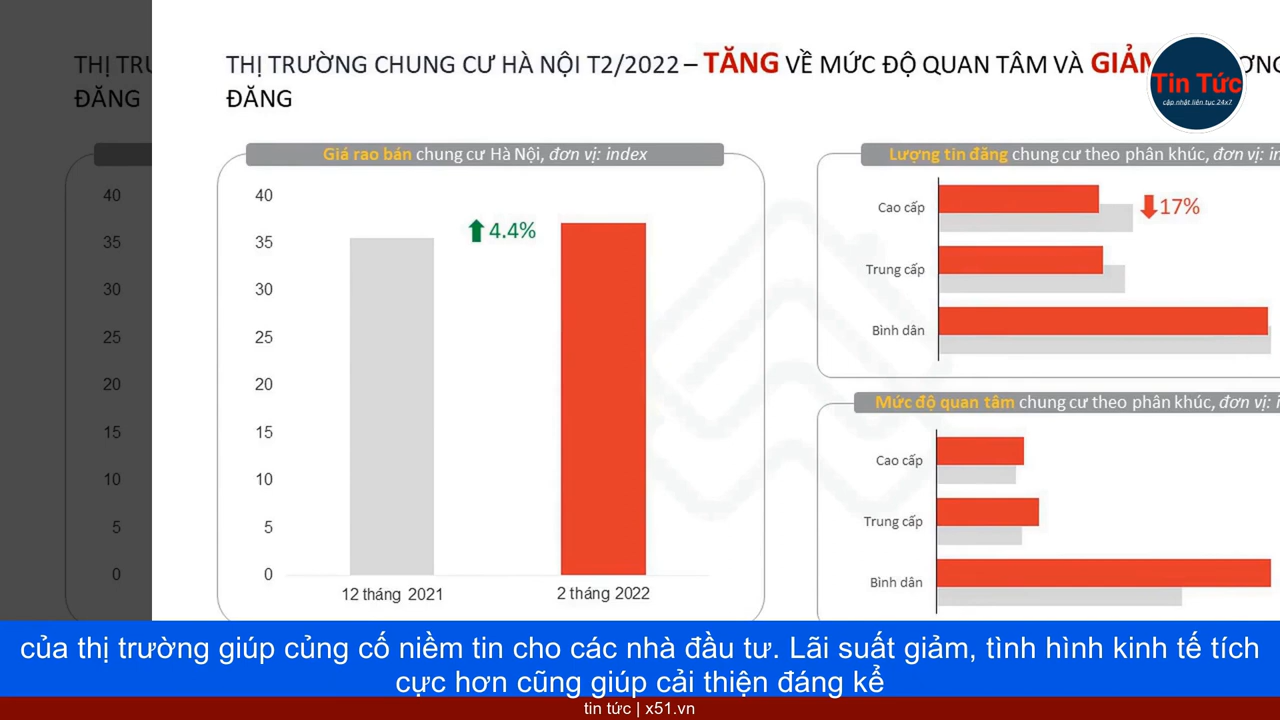 THỊ TRƯỜNG CHUNG CƯ HÀ NỘI T2/2022 – TĂNG VỀ MỨC ĐỘ QUAN TÂM VÀ GIẢM
ĐĂNG
THỊ
ĐĂNG
Tin Tức
cập nhật liên tục 24x7
Giá rao bán chung cư Hà Nội, đơn vị: index
40
35
30
25
20
15
10
5
0
40
35
30
25
20
15
10
5
0
4.4%
12 tháng 2021
2 tháng 2022
Lượng tin đăng chung cư theo phân khúc, đơn vị:
Cao cấp
17%
Trung cấp
Bình dân
Mức độ quan tâm chung cư theo phân khúc, đơn vị:
Cao cấp
Trung cấp
Bình dân
của thị trường giúp củng cố niềm tin cho các nhà đầu tư. Lãi suất giảm, tình hình kinh tế tích
cực hơn cũng giúp cải thiện đáng kể
tin tức | x51.vn